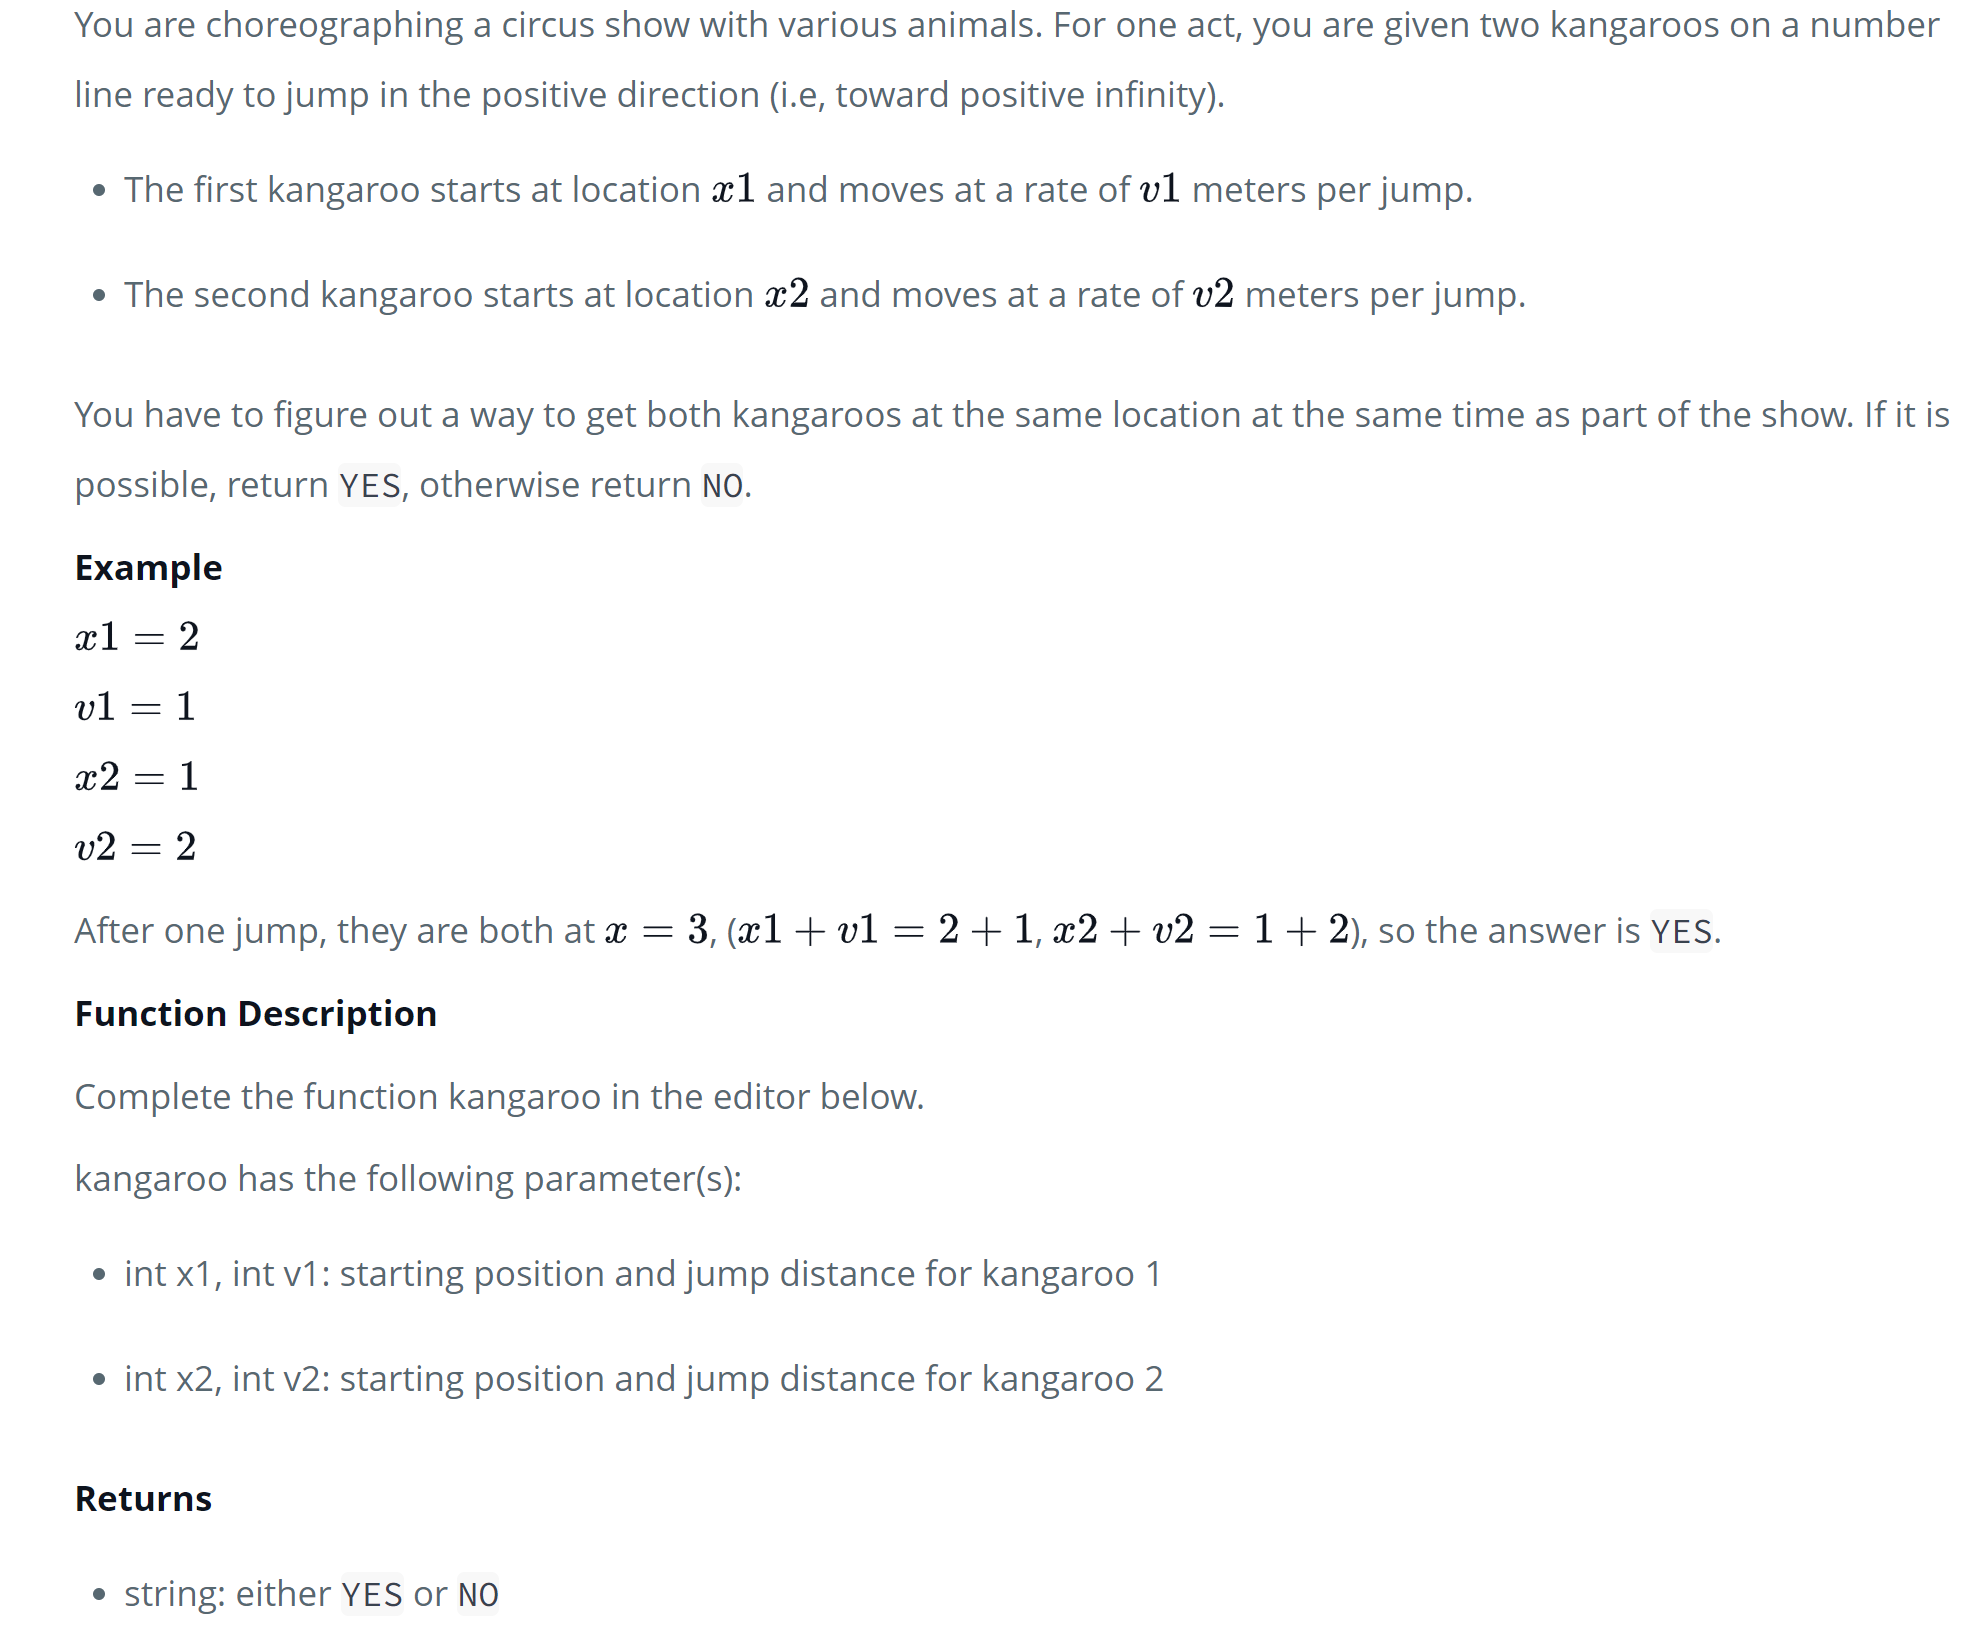 You are choreographing a circus show with various animals. For one act, you are given two kangaroos on a number
line ready to jump in the positive direction (i.e, toward positive infinity).
• The first kangaroo starts at location x1 and moves at a rate of v1 meters per jump.
• The second kangaroo starts at location x2 and moves at a rate of v2 meters per jump.
You have to figure out a way to get both kangaroos at the same location at the same time as part of the show. If it is
possible, return YES, otherwise return NO.
Example
x1 = 2
v1 = 1
x2 = 1
v2 = 2
After one jump, they are both at x = 3, (x1 + v1 = 2 + 1, x2 + v2 = 1 + 2), so the answer is YES.
Function Description
Complete the function kangaroo in the editor below.
kangaroo has the following parameter(s):
• int x1, int v1: starting position and jump distance for kangaroo 1
• int x2, int v2: starting position and jump distance for kangaroo 2
Returns
• string: either YES or NO